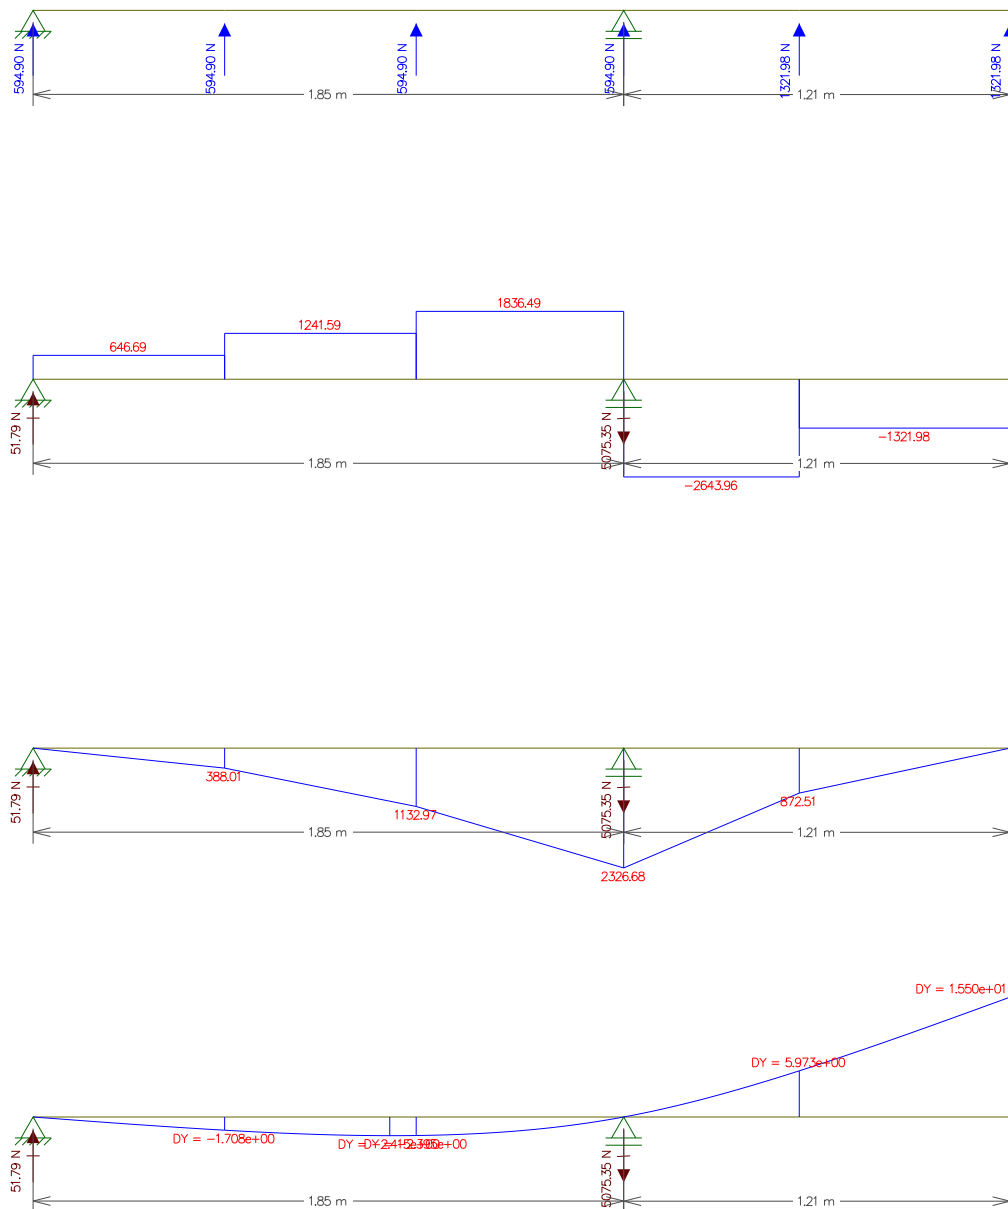 594.90 N
594.90 N
594.90 N
594.90 N
1321.98 N
1321.98 N
1.85 m
1.21 m
1836.49
1241.59
646.69
51.79 N
5075.35 N
-1321.98
1.85 m
1.21 m
-2643.96
388.01
51.79 N
1132.97
5075.35 N
872.51
1.85 m
1.21 m
2326.68
DY = 1.550e+01
DY = 5.973e+00
DY = -1.708e+00
DY =
51.79 N
5075.35 N
1.85 m
1.21 m